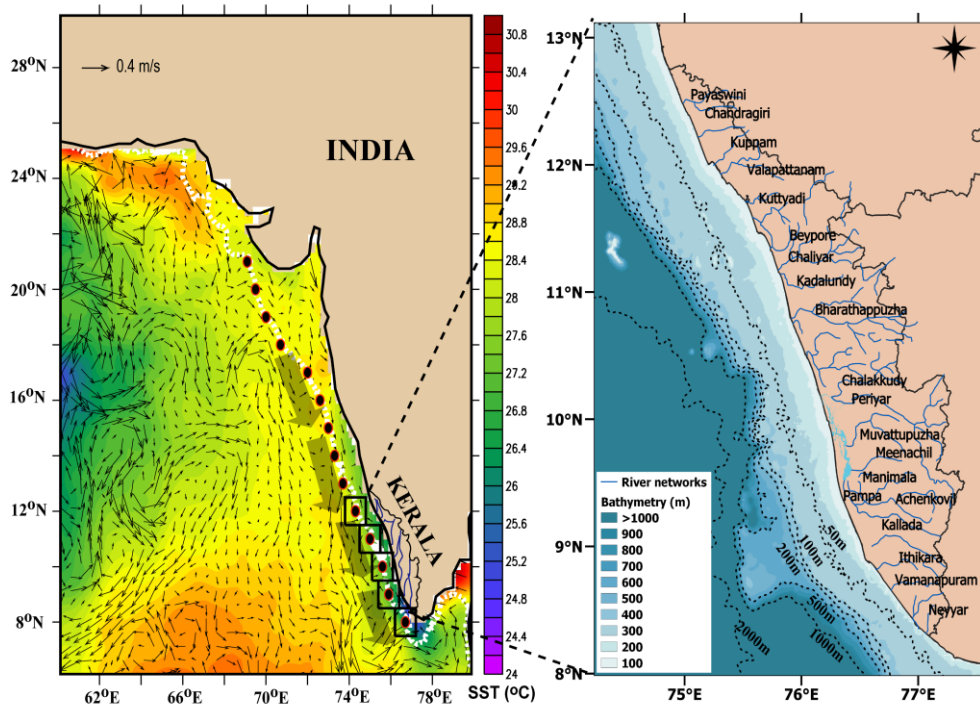 28°N
24°N
20°N
16°N
12°N
8°N
62°E
66°E
70°E
74°E
78°E
0.4 m/s
INDIA
KERALA
30.8
30.4
30
29.6
29.2
28.8
28.4
28
27.6
27.2
26.8
26.4
26
25.6
25.2
24.8
24.4
24
SST (°C)
13°N
12°N
11°N
10°N
9°N
8°N
75°E
76°E
77°E
Payaswini
Chandragiri
Kuppam
Valapattanam
Kuttyadi
Beypore
Chaliyar
Kadalundy
Bharathappuzha
Chalakkudy
Periyar
Muvattupuzha
Meenachil
Manimala
Pampa
Achenkovil
Kallada
Ithikara
Vamanapuram
Neyyar
50m
100m
200m
500m
1000m
2000m
River networks
Bathymetry (m)
>1000
900
800
700
600
500
400
300
200
100